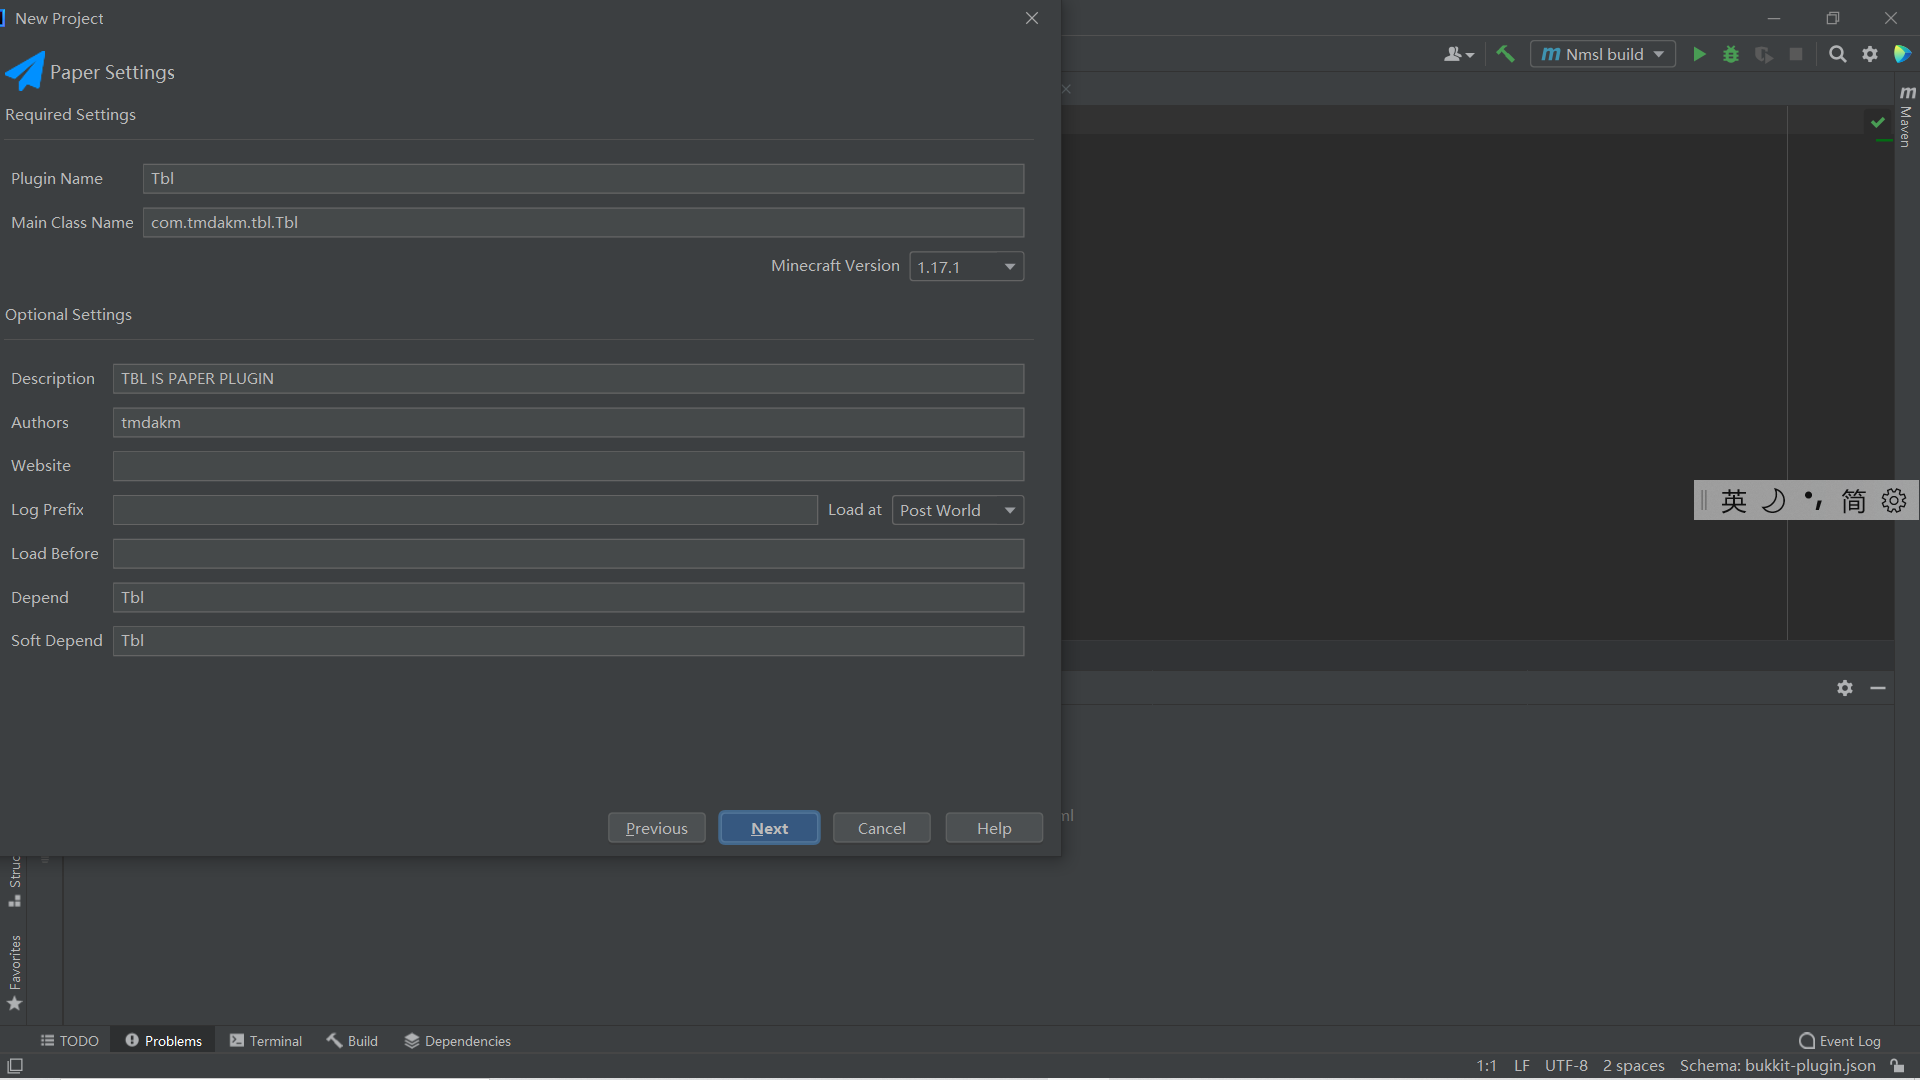 New Project
Paper Settings
Required Settings
Plugin Name Tbl
Main Class Name com.tmdakm.tbl.Tbl
Minecraft Version 1.17.1
Optional Settings
Description TBL IS PAPER PLUGIN
Authors tmdakm
Website
Log Prefix Load at Post World
Load Before
Depend Tbl
Soft Depend Tbl
Previous Next Cancel Help
Nmsl build
m Maven
英 简
ml
Struc
Favorites
TODO Problems Terminal Build Dependencies Event Log
1:1 LF UTF-8 2 spaces Schema: bukkit-plugin.json